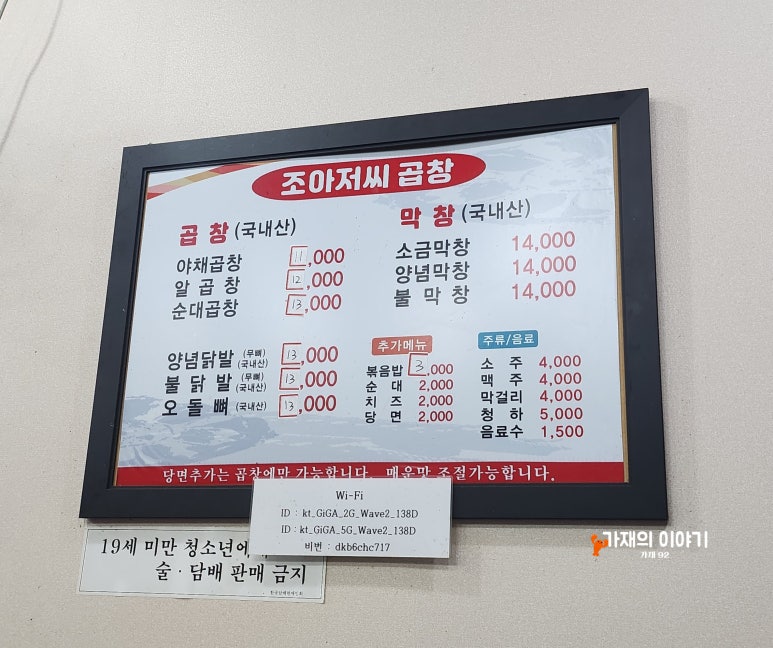 조아저씨 곱창
곱 창 (국내산)
야채곱창 11,000
알 곱 창 12,000
순대곱창 13,000
막 창 (국내산)
소금막창 14,000
양념막창 14,000
불 막 창 14,000
양념닭발 (무뼈) (국내산) 13,000
불 닭 발 (무뼈) (국내산) 13,000
오 돌 뼈 (국내산) 13,000
추가메뉴
볶음밥 3,000
순 대 2,000
치 즈 2,000
당 면 2,000
주류/음료
소 주 4,000
맥 주 4,000
막걸리 4,000
청 하 5,000
음료수 1,500
당면추가는 곱창에만 가능합니다. 매운맛 조절가능합니다.
Wi-Fi
ID : kt_GiGA_2G_Wave2_138D
ID : kt_GiGA_5G_Wave2_138D
비번 : dkb6chc717
19세 미만 청소년에
술 · 담배 판매 금지
가재의 이야기
가재 92